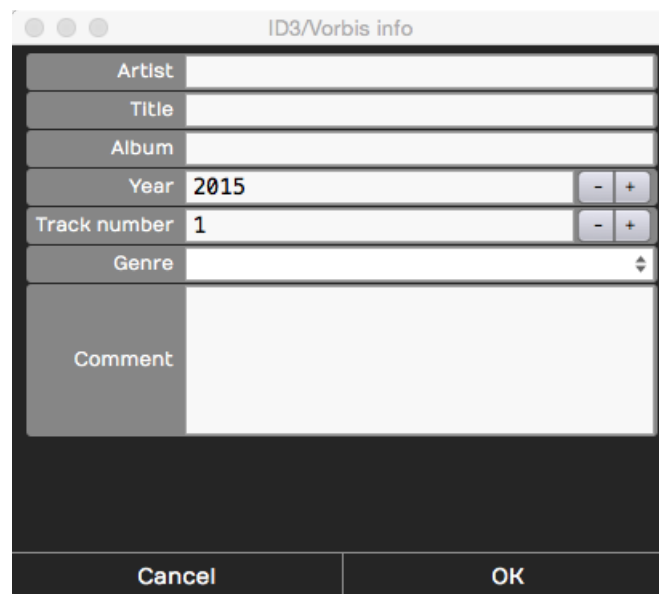 ID3/Vorbis info
Artist
Title
Album
Year 2015 - +
Track number 1 - +
Genre
Comment
Cancel OK